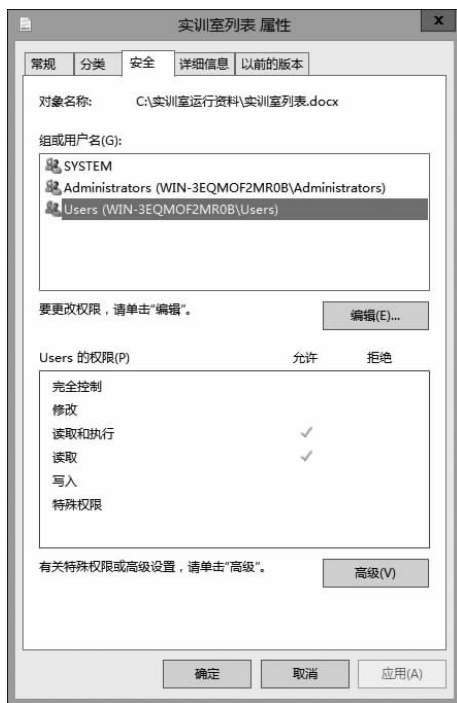 实训室列表 属性
x
常规 分类 安全 详细信息 以前的版本
对象名称: C:\实训室运行资料\实训室列表.docx
组或用户名(G):
SYSTEM
Administrators (WIN-3EQMOF2MR0B\Administrators)
Users (WIN-3EQMOF2MR0B\Users)
要更改权限，请单击"编辑"。 编辑(E)...
Users 的权限(P) 允许 拒绝
完全控制
修改
读取和执行
读取
写入
特殊权限
有关特殊权限或高级设置，请单击"高级"。 高级(V)
确定 取消 应用(A)